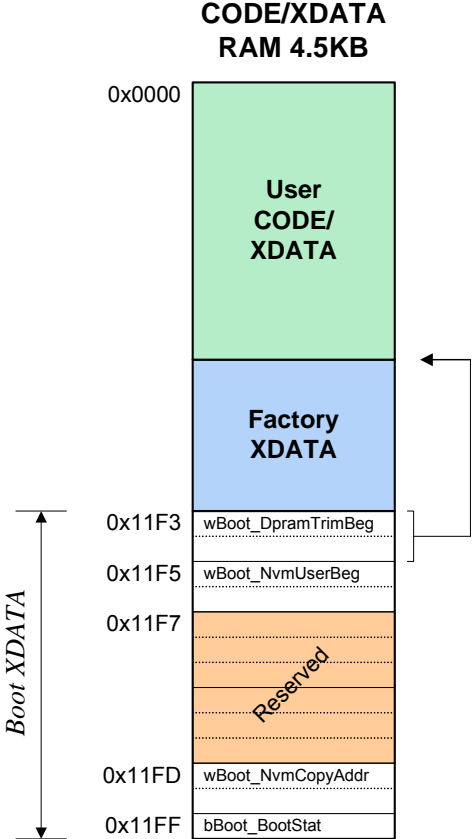 CODE/XDATA
RAM 4.5KB
0x0000
User
CODE/
XDATA
Factory
XDATA
0x11F3
wBoot_DpramTrimBeg
0x11F5
wBoot_NvmUserBeg
0x11F7
Reserved
Boot XDATA
0x11FD
wBoot_NvmCopyAddr
0x11FF
bBoot_BootStat